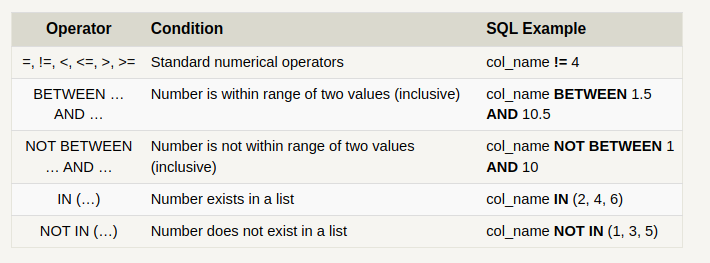 Operator Condition SQL Example
=, !=, <, <=, >, >= Standard numerical operators col_name != 4
BETWEEN … Number is within range of two values (inclusive) col_name BETWEEN 1.5
AND … AND 10.5
NOT BETWEEN Number is not within range of two values col_name NOT BETWEEN 1
… AND … (inclusive) AND 10
IN (…) Number exists in a list col_name IN (2, 4, 6)
NOT IN (…) Number does not exist in a list col_name NOT IN (1, 3, 5)